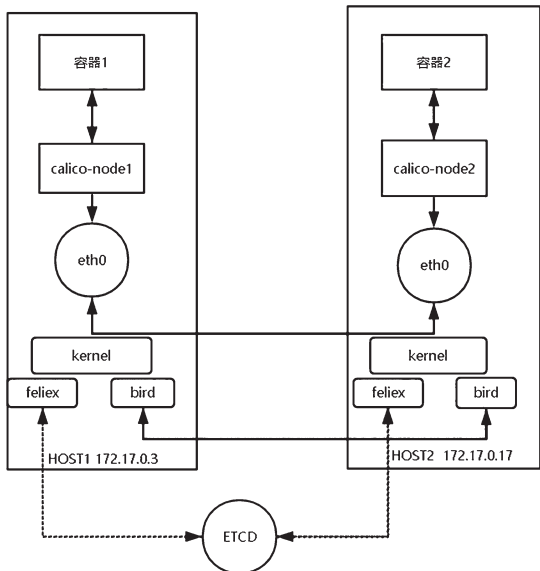 容器1
calico-node1
eth0
kernel
feliex
bird
HOST1 172.17.0.3
容器2
calico-node2
eth0
kernel
feliex
bird
HOST2 172.17.0.17
ETCD